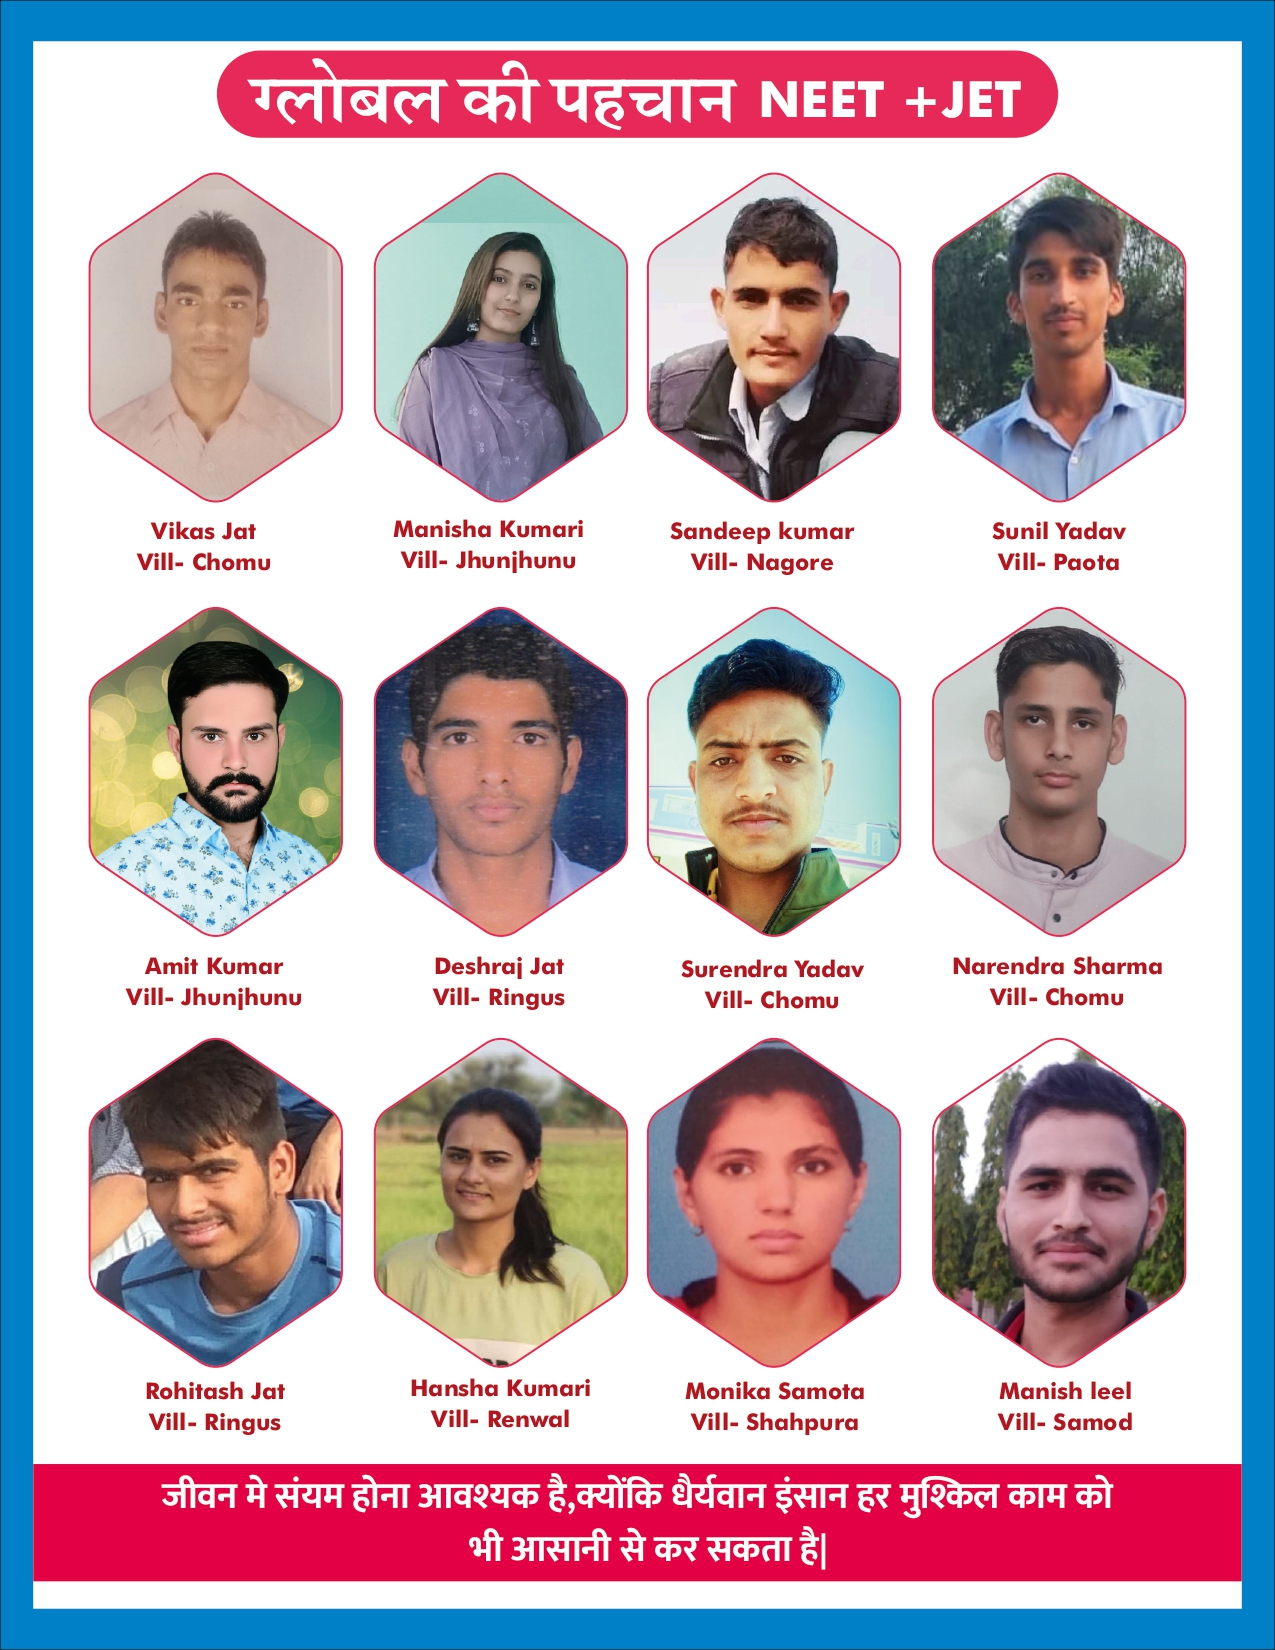 ग्लोबल की पहचान NEET +JET
Vikas Jat
Vill- Chomu
Manisha Kumari
Vill- Jhunjhunu
Sandeep kumar
Vill- Nagore
Sunil Yadav
Vill- Paota
Amit Kumar
Vill- Jhunjhunu
Deshraj Jat
Vill- Ringus
Surendra Yadav
Vill- Chomu
Narendra Sharma
Vill- Chomu
Rohitash Jat
Vill- Ringus
Hansha Kumari
Vill- Renwal
Monika Samota
Vill- Shahpura
Manish leel
Vill- Samod
जीवन मे संयम होना आवश्यक है,क्योंकि धैर्यवान इंसान हर मुश्किल काम को
भी आसानी से कर सकता है|